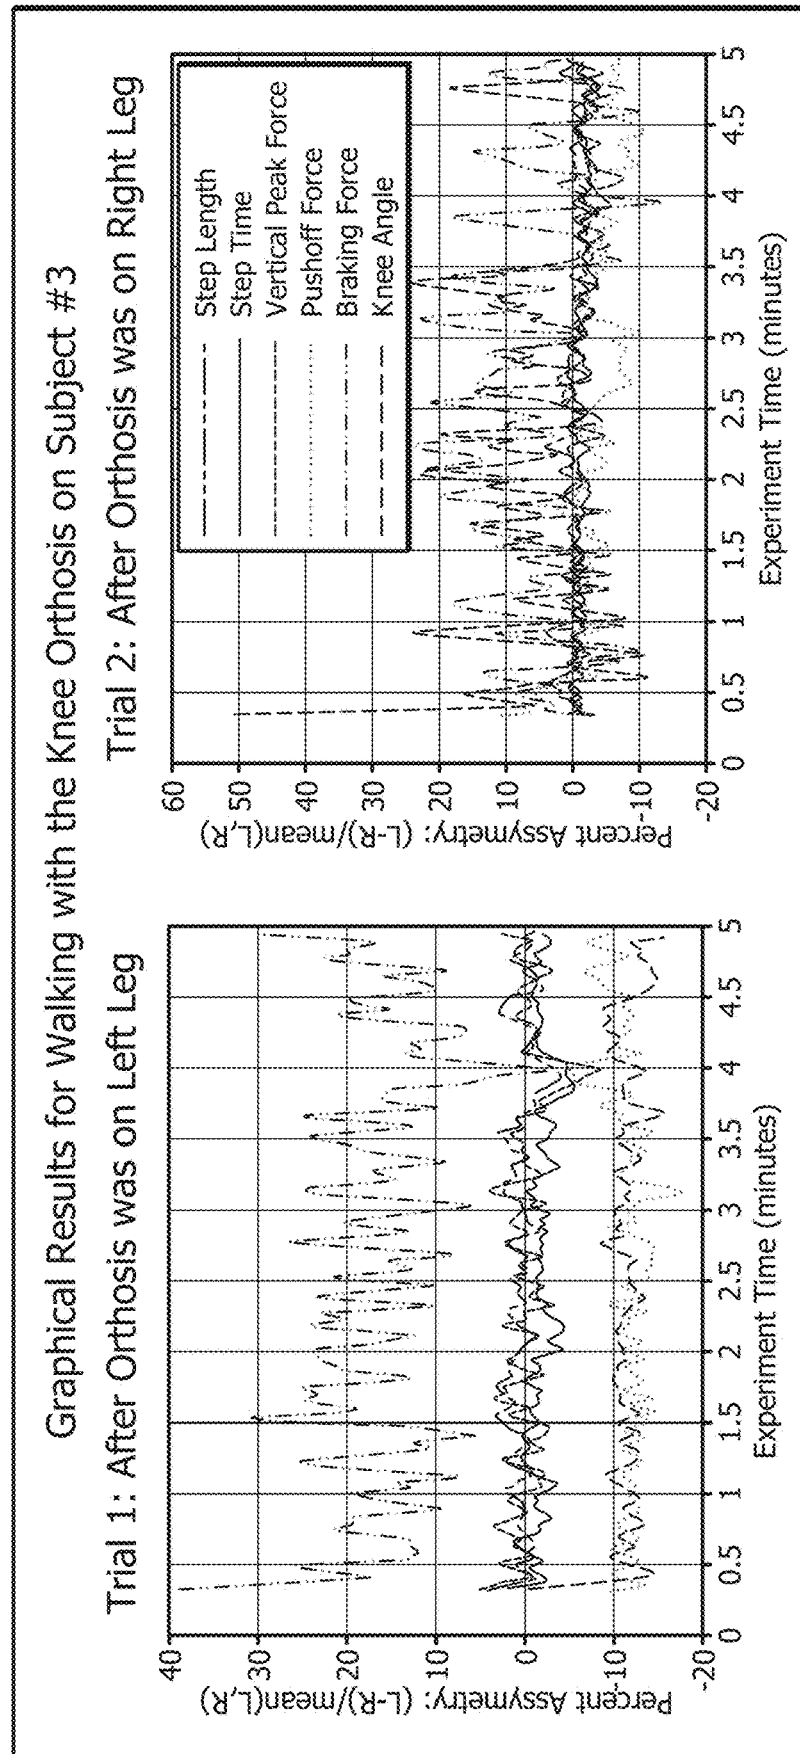 Graphical Results for Walking with the Knee Orthosis on Subject #3
Trial 1: After Orthosis was on Left Leg
Percent Assymetry: (L-R)/mean(L,R)
40
30
20
10
0
-10
-20
0 0.5 1 1.5 2 2.5 3 3.5 4 4.5 5
Experiment Time (minutes)
Trial 2: After Orthosis was on Right Leg
Percent Assymetry: (L-R)/mean(L,R)
60
50
40
30
20
10
0
-10
-20
0 0.5 1 1.5 2 2.5 3 3.5 4 4.5 5
Experiment Time (minutes)
Step Length
Step Time
Vertical Peak Force
Pushoff Force
Braking Force
Knee Angle